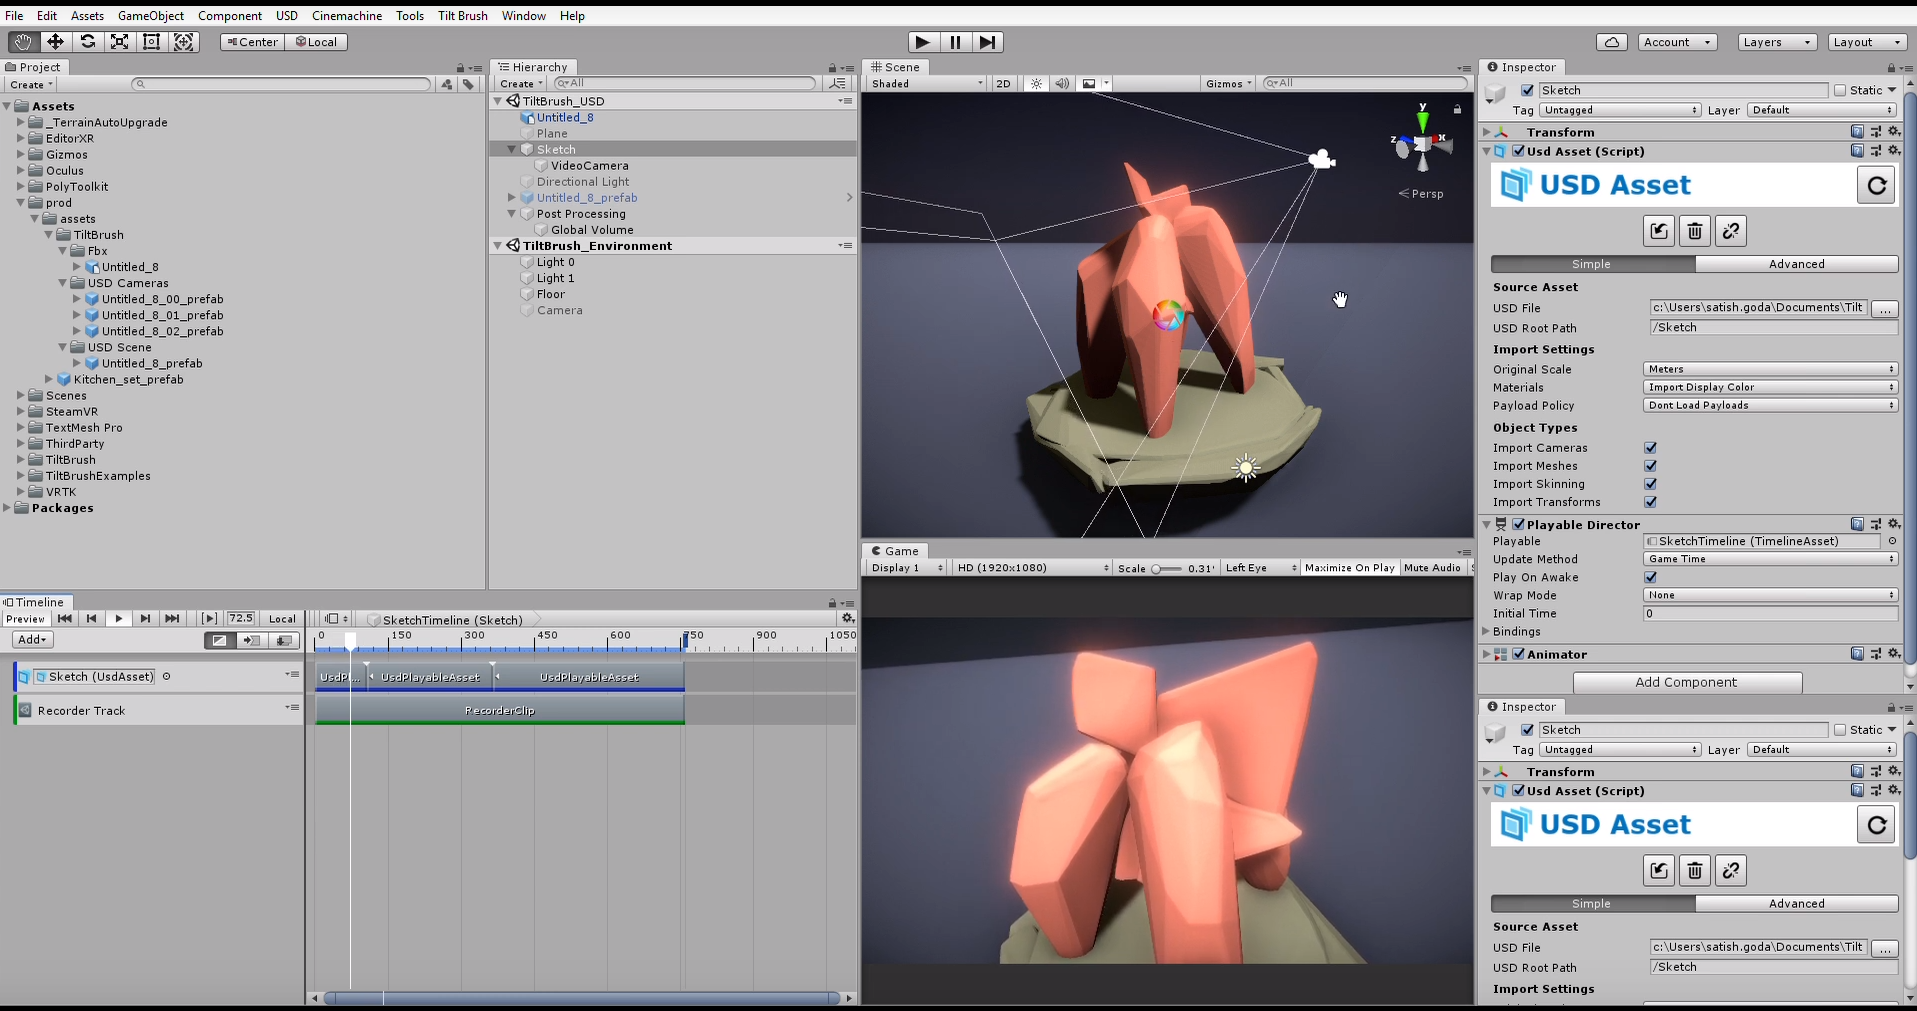 File Edit Assets GameObject Component USD Cinemachine Tools Tilt Brush Window Help
Center Local Account Layers Layout
Project
Create
Assets
_TerrainAutoUpgrade
EditorXR
Gizmos
Oculus
PolyToolkit
prod
assets
TiltBrush
Fbx
Untitled_8
USD Cameras
Untitled_8_00_prefab
Untitled_8_01_prefab
Untitled_8_02_prefab
USD Scene
Untitled_8_prefab
Kitchen_set_prefab
Scenes
SteamVR
TextMesh Pro
ThirdParty
TiltBrush
TiltBrushExamples
VRTK
Packages
Hierarchy
Create All
TiltBrush_USD
Untitled_8
Plane
Sketch
VideoCamera
Directional Light
Untitled_8_prefab
Post Processing
Global Volume
TiltBrush_Environment
Light 0
Light 1
Floor
Camera
Scene
Shaded 2D Gizmos All
y
z x
Persp
Game
Display 1 HD (1920x1080) Scale 0.31 Left Eye Maximize On Play Mute Audio
Timeline
Preview 72.5 Local SketchTimeline (Sketch)
Add
0 150 300 450 600 750 900 1050
Sketch (UsdAsset) UsdPl... UsdPlayableAsset UsdPlayableAsset
Recorder Track RecorderClip
Inspector
Sketch Static
Tag Untagged Layer Default
Transform
Usd Asset (Script)
USD Asset
Simple Advanced
Source Asset
USD File c:\Users\satish.goda\Documents\Tilt ...
USD Root Path /Sketch
Import Settings
Original Scale Meters
Materials Import Display Color
Payload Policy Dont Load Payloads
Object Types
Import Cameras
Import Meshes
Import Skinning
Import Transforms
Playable Director
Playable SketchTimeline (TimelineAsset)
Update Method Game Time
Play On Awake
Wrap Mode None
Initial Time 0
Bindings
Animator
Add Component
Inspector
Sketch Static
Tag Untagged Layer Default
Transform
Usd Asset (Script)
USD Asset
Simple Advanced
Source Asset
USD File c:\Users\satish.goda\Documents\Tilt ...
USD Root Path /Sketch
Import Settings